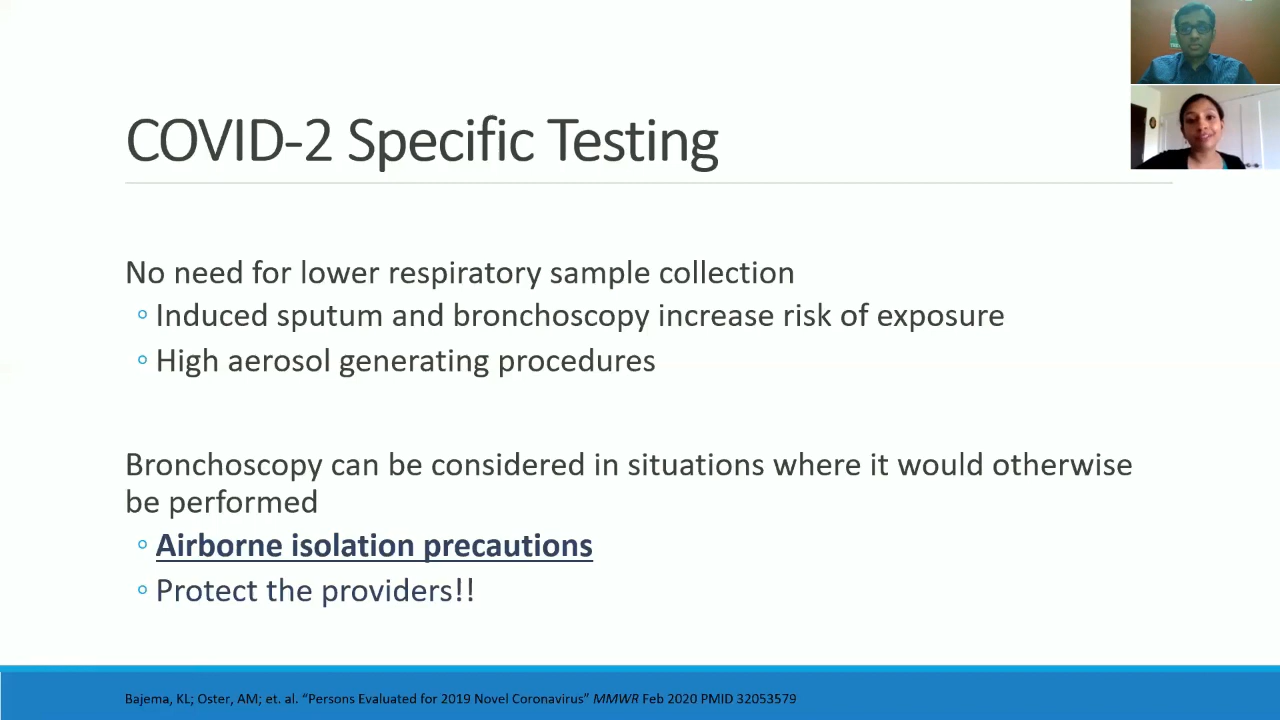 COVID-2 Specific Testing
No need for lower respiratory sample collection
◦ Induced sputum and bronchoscopy increase risk of exposure
◦ High aerosol generating procedures
Bronchoscopy can be considered in situations where it would otherwise
be performed
◦ Airborne isolation precautions
◦ Protect the providers!!
Bajema, KL; Oster, AM; et. al. “Persons Evaluated for 2019 Novel Coronavirus” MMWR Feb 2020 PMID 32053579